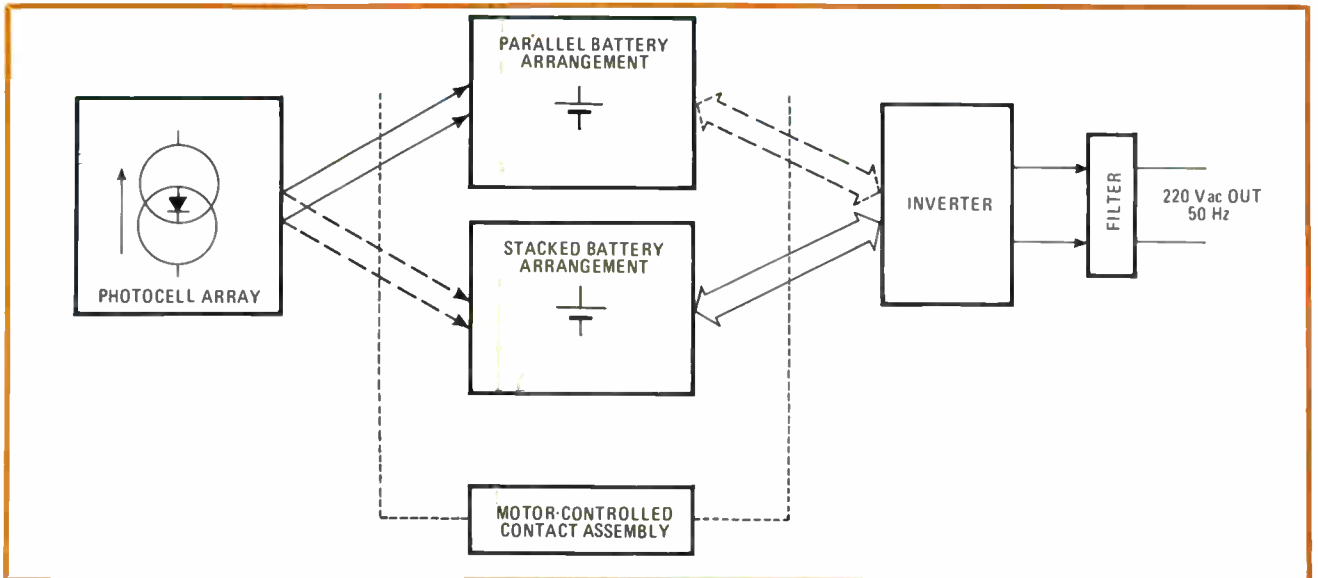 PARALLEL BATTERY
ARRANGEMENT
PHOTOCELL ARRAY
STACKED BATTERY
ARRANGEMENT
INVERTER
FILTER
220 Vac OUT
50 Hz
MOTOR-CONTROLLED
CONTACT ASSEMBLY